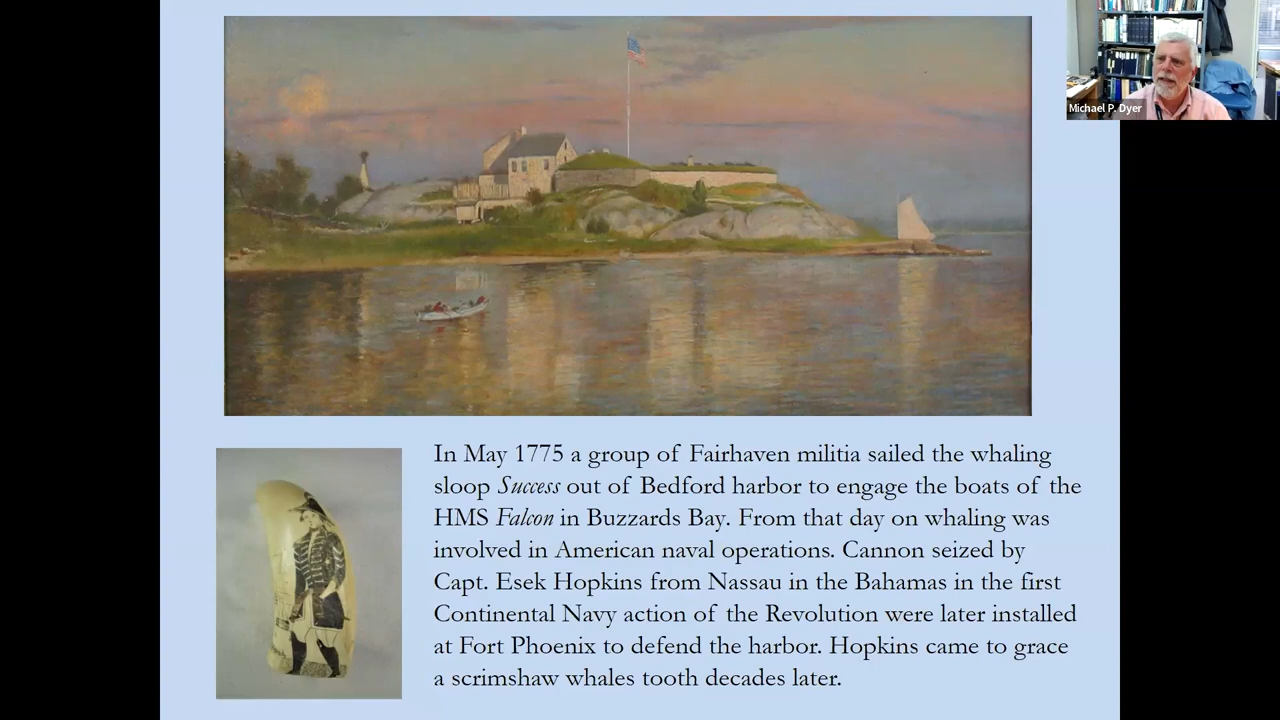 Michael P. Dyer
In May 1775 a group of Fairhaven militia sailed the whaling
sloop Success out of Bedford harbor to engage the boats of the
HMS Falcon in Buzzards Bay. From that day on whaling was
involved in American naval operations. Cannon seized by
Capt. Esek Hopkins from Nassau in the Bahamas in the first
Continental Navy action of the Revolution were later installed
at Fort Phoenix to defend the harbor. Hopkins came to grace
a scrimshaw whales tooth decades later.